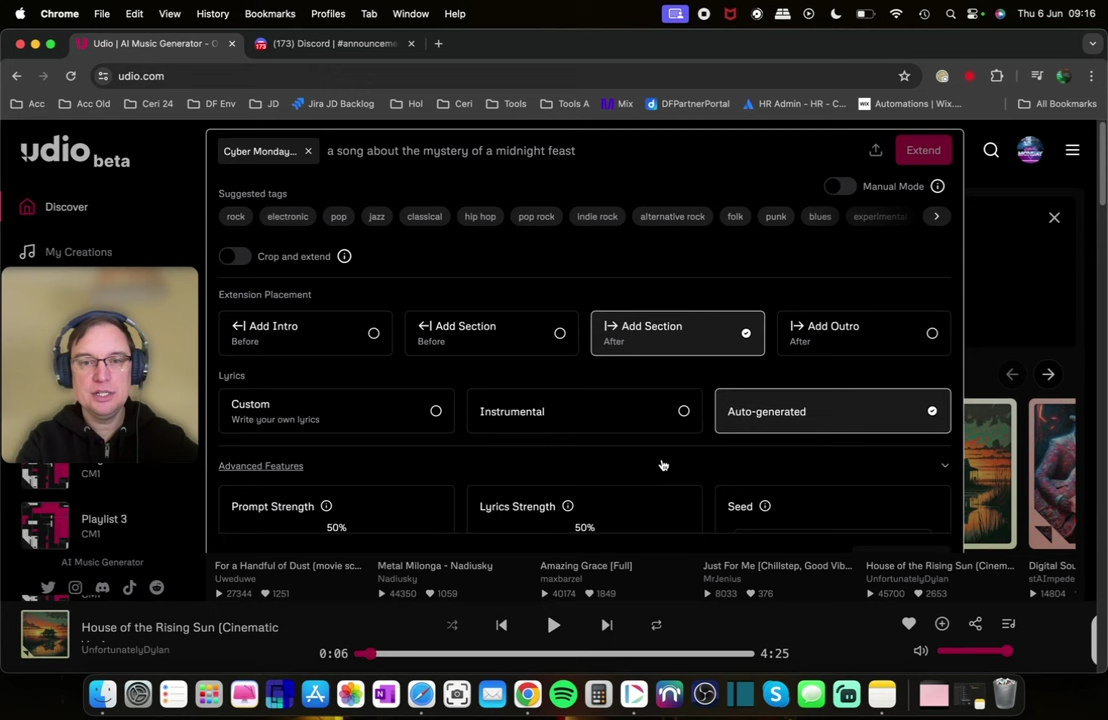 Chrome File Edit View History Bookmarks Profiles Tab Window Help Thu 6 Jun 09:16
Udio | AI Music Generator - O (173) Discord | #announceme
udio.com
Acc Acc Old Ceri 24 DF Env JD Jira JD Backlog Hol Ceri Tools Tools A Mix DFPartnerPortal HR Admin - HR - C... Automations | Wix.... All Bookmarks
udio beta
Cyber Monday... a song about the mystery of a midnight feast Extend
Manual Mode
Suggested tags
Discover
rock electronic pop jazz classical hip hop pop rock indie rock alternative rock folk punk blues experimental
My Creations
Crop and extend
Extension Placement
Add Intro
Before
Add Section
Before
Add Section
After
Add Outro
After
Lyrics
Custom
Write your own lyrics
Instrumental
Auto-generated
Advanced Features
CM1
Prompt Strength
50%
Lyrics Strength
50%
Seed
Playlist 3
CM1
AI Music Generator
For a Handful of Dust (movie sc...
Uweduwe
27344 1251
Metal Milonga - Nadiusky
Nadiusky
44350 1059
Amazing Grace [Full]
maxbarzel
40174 1849
Just For Me [Chillstep, Good Vib...
MrJenius
8033 376
House of the Rising Sun (Cinem...
UnfortunatelyDylan
45700 2653
Digital Sou
stAImpede
14804
House of the Rising Sun (Cinematic
UnfortunatelyDylan
0:06 4:25